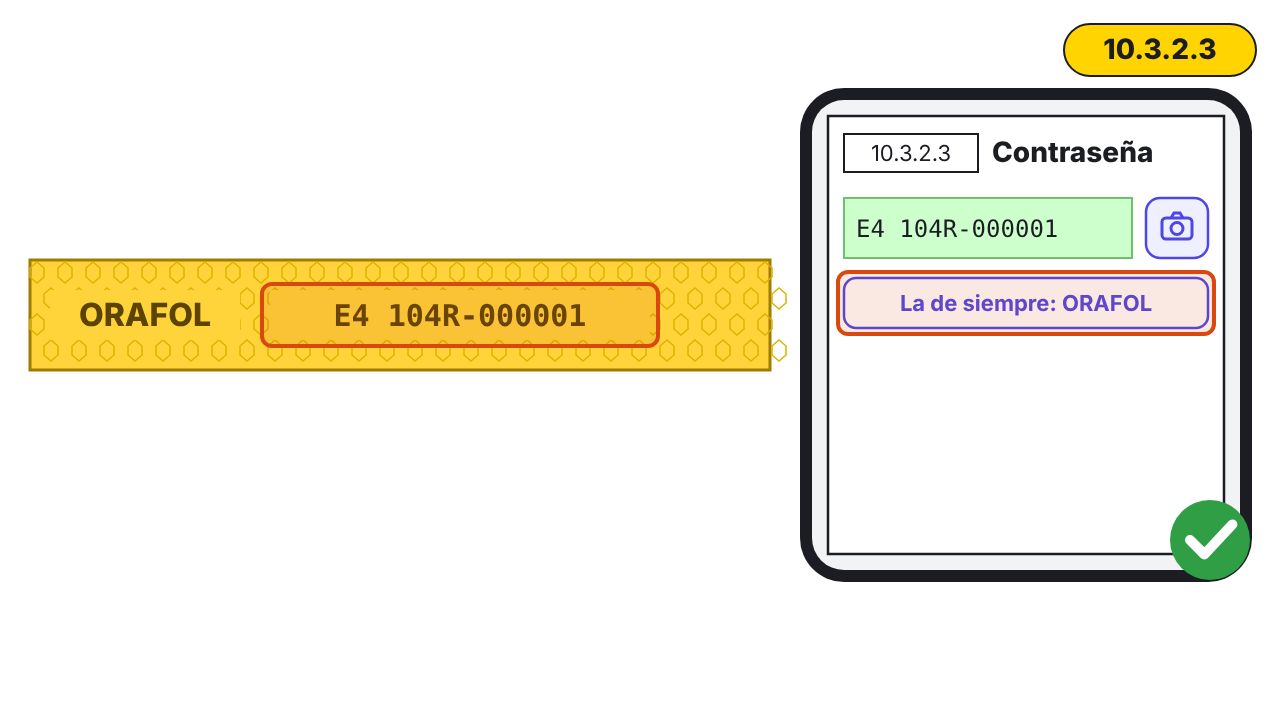 10.3.2.3
10.3.2.3 Contraseña
E4 104R-000001
La de siempre: ORAFOL
ORAFOL E4 104R-000001